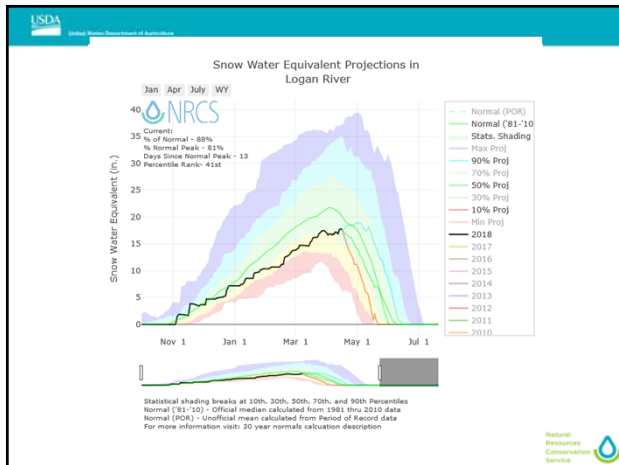 USDA
United States Department of Agriculture
Snow Water Equivalent Projections in
Logan River
Jan Apr July WY
NRCS
Current:
% of Normal - 88%
% Normal Peak - 81%
Days Since Normal Peak - 13
Percentile Rank- 41st
Snow Water Equivalent (in.)
40
35
30
25
20
15
10
5
0
Nov 1 Jan 1 Mar 1 May 1 Jul 1
Normal (POR)
Normal ('81-'10
Stats. Shading
Max Proj
90% Proj
70% Proj
50% Proj
30% Proj
10% Proj
Min Proj
2018
2017
2016
2015
2014
2013
2012
2011
2010
Statistical shading breaks at 10th, 30th, 50th, 70th, and 90th Percentiles
Normal ('81-'10) - Official median calculated from 1981 thru 2010 data
Normal (POR) - Unofficial mean calculated from Period of Record data
For more information visit: 30 year normals calcuation description
Natural
Resources
Conservation
Service